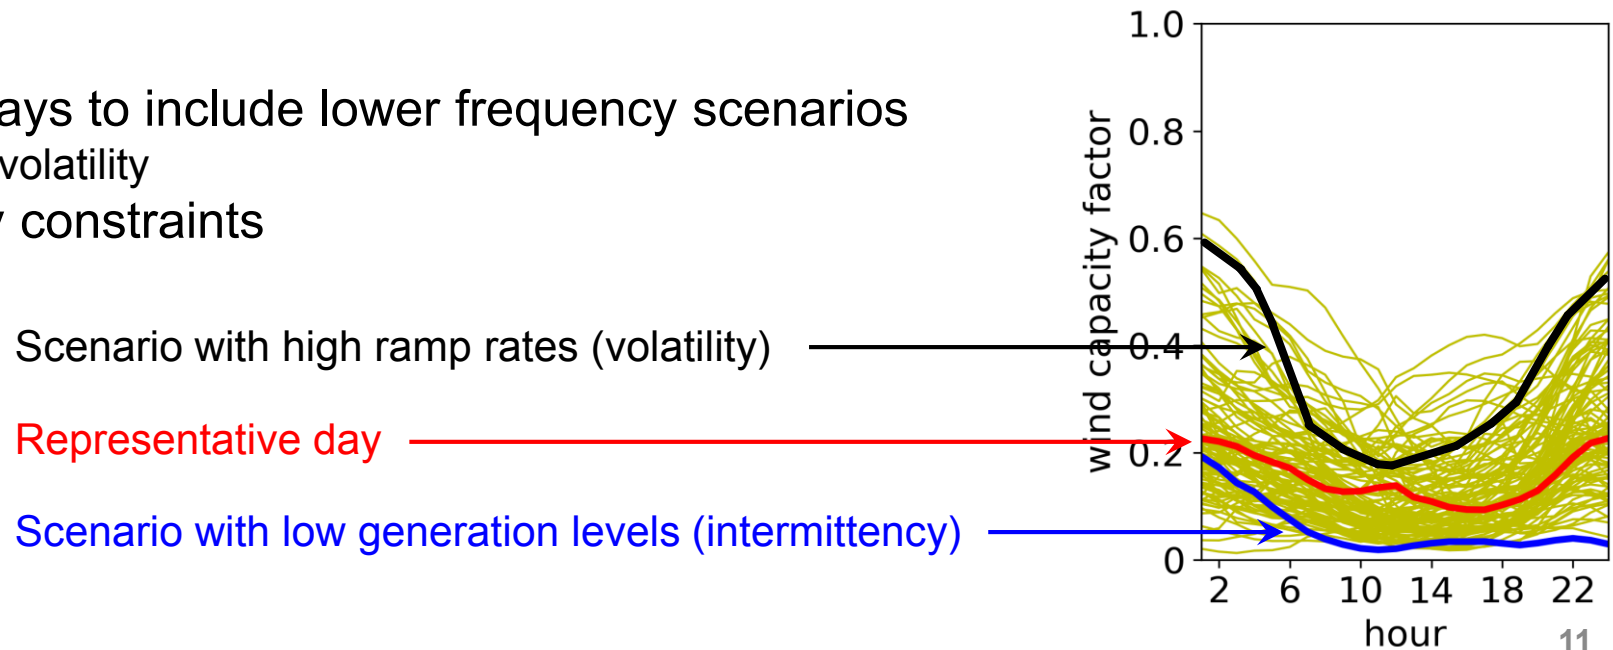 ays to include lower frequency scenarios
volatility
constraints
Scenario with high ramp rates (volatility)
Representative day
Scenario with low generation levels (intermittency)
wind capacity factor
1.0
0.8
0.6
0.4
0.2
0
2 6 10 14 18 22
hour
11